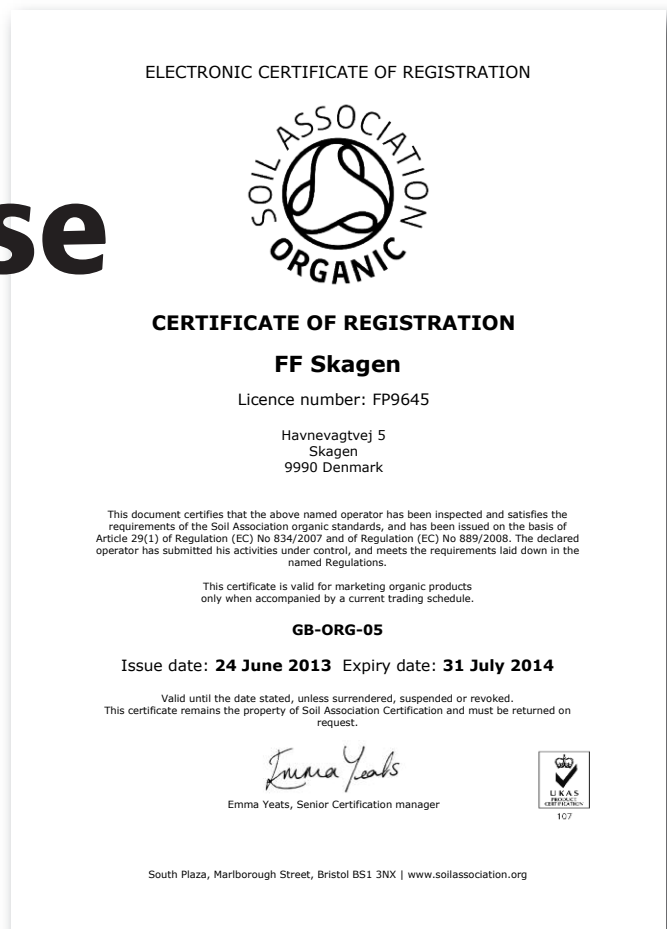 ELECTRONIC CERTIFICATE OF REGISTRATION
SOIL ASSOCIATION
ORGANIC
se
CERTIFICATE OF REGISTRATION
FF Skagen
Licence number: FP9645
Havnevagtvej 5
Skagen
9990 Denmark
This document certifies that the above named operator has been inspected and satisfies the
requirements of the Soil Association organic standards, and has been issued on the basis of
Article 29(1) of Regulation (EC) No 834/2007 and of Regulation (EC) No 889/2008. The declared
operator has submitted his activities under control, and meets the requirements laid down in the
named Regulations.
This certificate is valid for marketing organic products
only when accompanied by a current trading schedule.
GB-ORG-05
Issue date: 24 June 2013 Expiry date: 31 July 2014
Valid until the date stated, unless surrendered, suspended or revoked.
This certificate remains the property of Soil Association Certification and must be returned on
request.
Emma Yeats
Emma Yeats, Senior Certification manager
UKAS
PRODUCT
CERTIFICATION
107
South Plaza, Marlborough Street, Bristol BS1 3NX | www.soilassociation.org